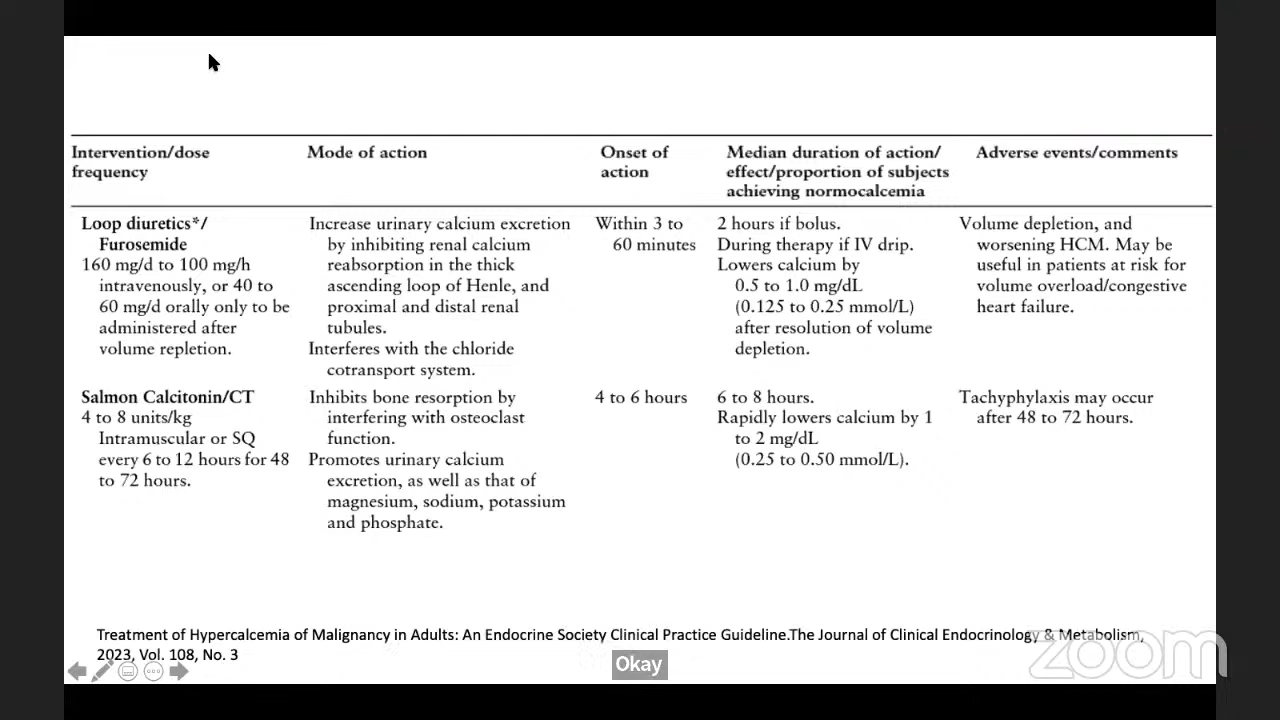 Intervention/dose frequency
Mode of action
Onset of action
Median duration of action/
effect/proportion of subjects
achieving normocalcemia
Adverse events/comments
Loop diuretics*/
Furosemide
160 mg/d to 100 mg/h
intravenously, or 40 to
60 mg/d orally only to be
administered after
volume repletion.
Increase urinary calcium excretion
by inhibiting renal calcium
reabsorption in the thick
ascending loop of Henle, and
proximal and distal renal
tubules.
Interferes with the chloride
cotransport system.
Within 3 to
60 minutes
2 hours if bolus.
During therapy if IV drip.
Lowers calcium by
0.5 to 1.0 mg/dL
(0.125 to 0.25 mmol/L)
after resolution of volume
depletion.
Volume depletion, and
worsening HCM. May be
useful in patients at risk for
volume overload/congestive
heart failure.
Salmon Calcitonin/CT
4 to 8 units/kg
Intramuscular or SQ
every 6 to 12 hours for 48
to 72 hours.
Inhibits bone resorption by
interfering with osteoclast
function.
Promotes urinary calcium
excretion, as well as that of
magnesium, sodium, potassium
and phosphate.
4 to 6 hours
6 to 8 hours.
Rapidly lowers calcium by 1
to 2 mg/dL
(0.25 to 0.50 mmol/L).
Tachyphylaxis may occur
after 48 to 72 hours.
Treatment of Hypercalcemia of Malignancy in Adults: An Endocrine Society Clinical Practice Guideline.The Journal of Clinical Endocrinology & Metabolism,
2023, Vol. 108, No. 3
Okay
zoom